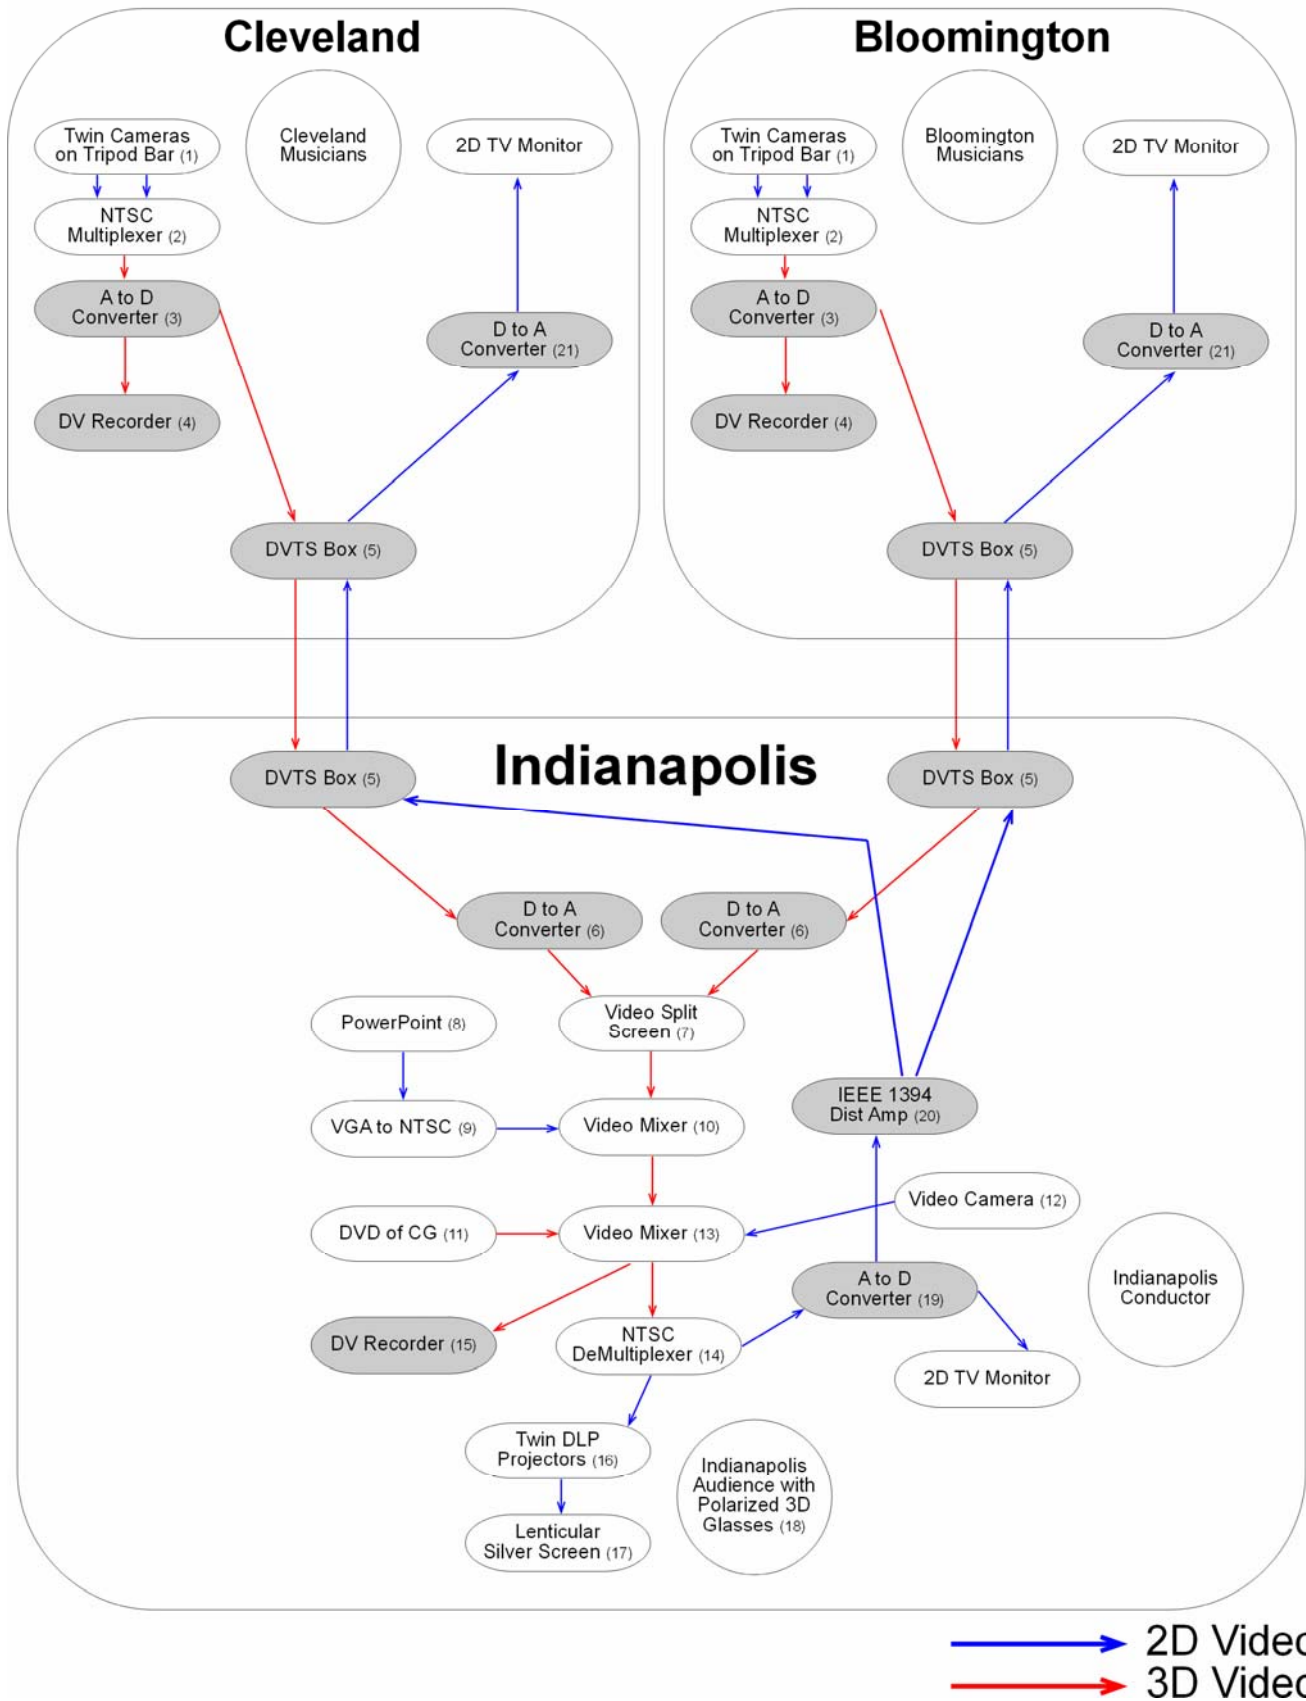 Cleveland
Twin Cameras
on Tripod Bar (1)
Cleveland
Musicians
2D TV Monitor
NTSC
Multiplexer (2)
A to D
Converter (3)
D to A
Converter (21)
DV Recorder (4)
DVTS Box (5)
Bloomington
Twin Cameras
on Tripod Bar (1)
Bloomington
Musicians
2D TV Monitor
NTSC
Multiplexer (2)
A to D
Converter (3)
D to A
Converter (21)
DV Recorder (4)
DVTS Box (5)
Indianapolis
DVTS Box (5)
DVTS Box (5)
D to A
Converter (6)
D to A
Converter (6)
PowerPoint (8)
Video Split
Screen (7)
IEEE 1394
Dist Amp (20)
VGA to NTSC (9)
Video Mixer (10)
Video Camera (12)
DVD of CG (11)
Video Mixer (13)
A to D
Converter (19)
Indianapolis
Conductor
DV Recorder (15)
NTSC
DeMultiplexer (14)
2D TV Monitor
Twin DLP
Projectors (16)
Indianapolis
Audience with
Polarized 3D
Glasses (18)
Lenticular
Silver Screen (17)
2D Video
3D Video